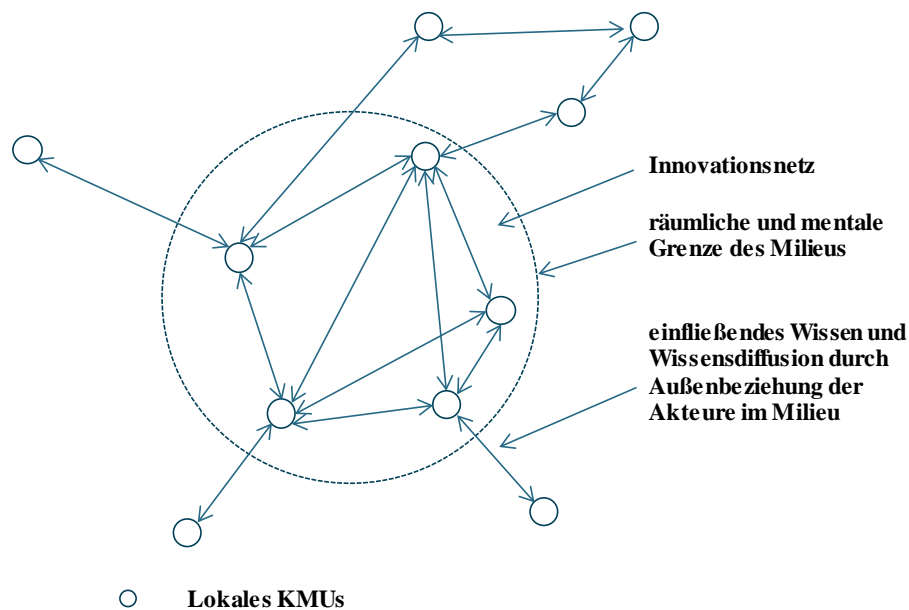 Innovationsnetz
räumliche und mentale
Grenze des Milieus
einfließendes Wissen und
Wissensdiffusion durch
Außenbeziehung der
Akteure im Milieu
Lokales KMUs